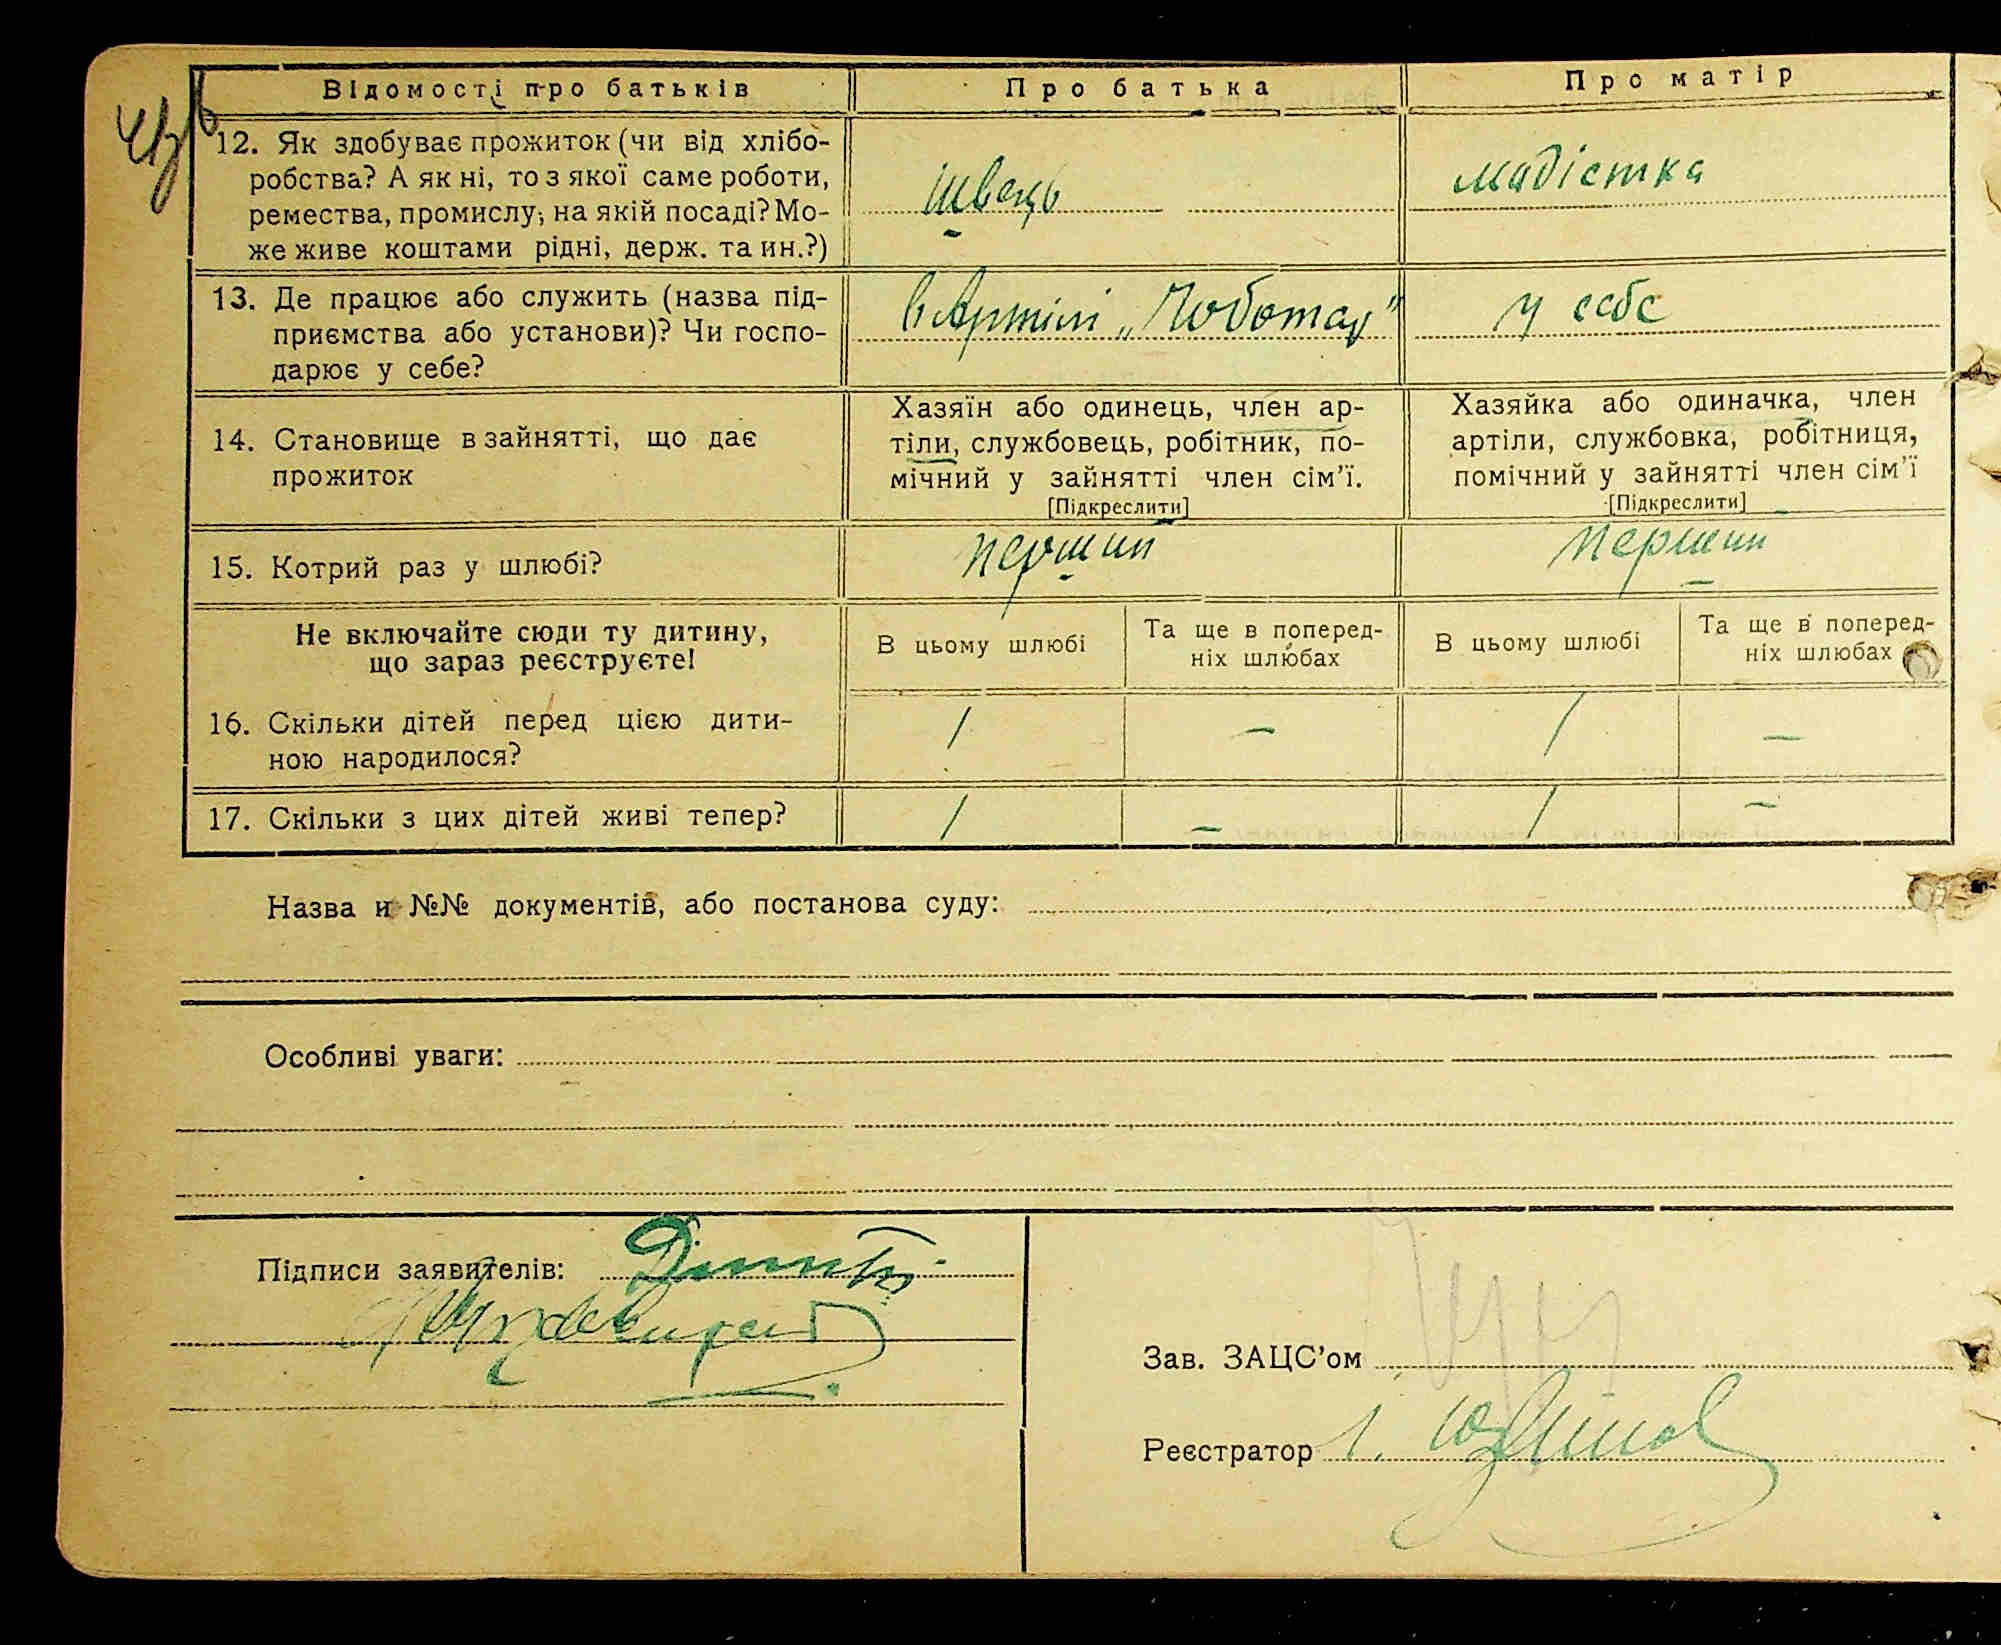 Відомості про батьків
Про батька
Про матір
12. Як здобуває прожиток (чи від хлібо-
робства? А як ні, то з якої саме роботи,
ремества, промислу, на якій посаді? Мо-
же живе коштами рідні, держ. та ин.?)
швець
мадістка
13. Де працює або служить (назва під-
приємства або установи)? Чи госпо-
дарює у себе?
в Артілі „Чоботар"
у себе
14. Становище в зайнятті, що дає
прожиток
Хазяїн або одинець, член ар-
тіли, службовець, робітник, по-
мічний у зайнятті член сім'ї.
[Підкреслити]
Хазяйка або одиначка, член
артіли, службовка, робітниця,
помічний у зайнятті член сім'ї
[Підкреслити]
15. Котрий раз у шлюбі?
перший
перший
Не включайте сюди ту дитину,
що зараз реєструєте!
В цьому шлюбі
Та ще в поперед-
ніх шлюбах
В цьому шлюбі
Та ще в поперед-
ніх шлюбах
16. Скільки дітей перед цією дити-
ною народилося?
1
–
1
–
17. Скільки з цих дітей живі тепер?
1
–
1
–
Назва и №№ документів, або постанова суду:
Особливі уваги:
Підписи заявителів:
Зав. ЗАЦС'ом
Реєстратор